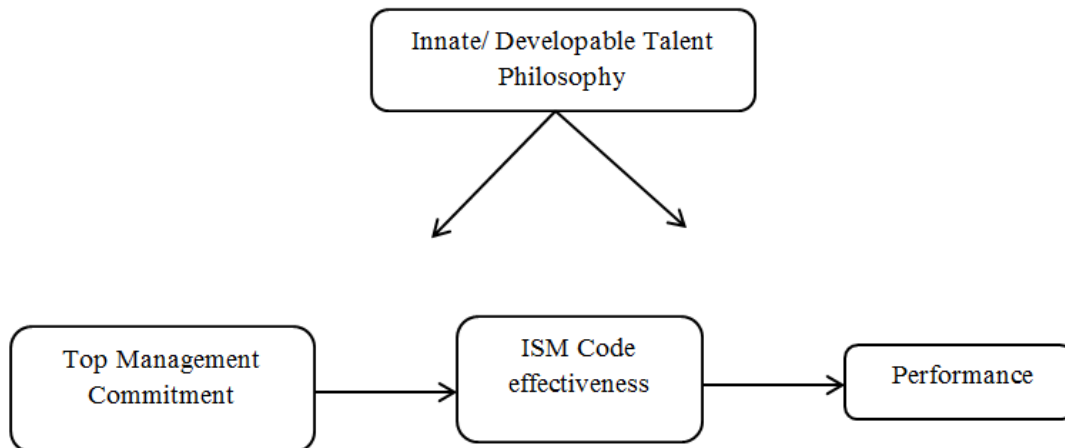 Innate/ Developable Talent
Philosophy
Top Management
Commitment
ISM Code
effectiveness
Performance